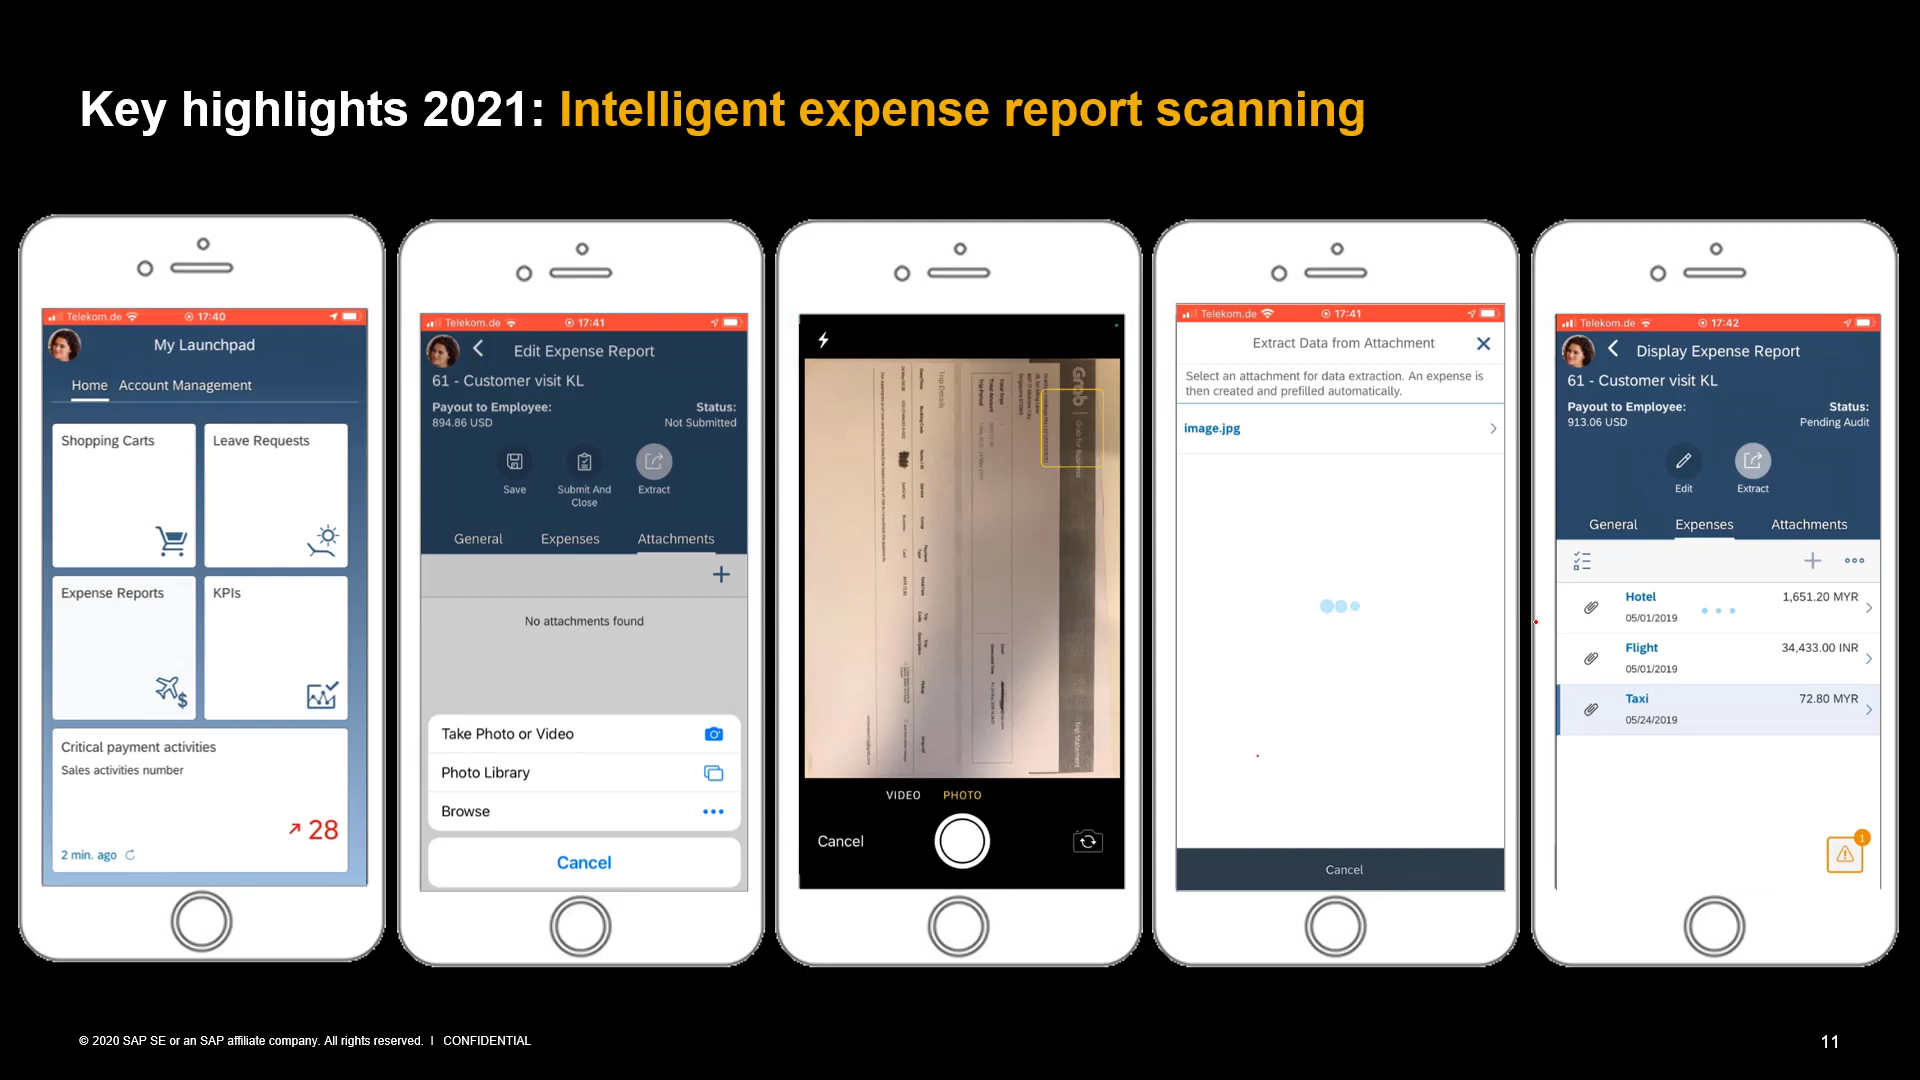 Key highlights 2021: Intelligent expense report scanning
Telekom.de 17:40
My Launchpad
Home Account Management
Shopping Carts
Leave Requests
Expense Reports
KPIs
Critical payment activities
Sales activities number
28
2 min. ago
Telekom.de 17:41
Edit Expense Report
61 - Customer visit KL
Payout to Employee: Status:
894.86 USD Not Submitted
Save Submit And Close Extract
General Expenses Attachments
No attachments found
Take Photo or Video
Photo Library
Browse
Cancel
Grab | Grab for Business
Trip Statement
Trip Details
VIDEO PHOTO
Cancel
Telekom.de 17:41
Extract Data from Attachment
Select an attachment for data extraction. An expense is
then created and prefilled automatically.
image.jpg
Cancel
Telekom.de 17:42
Display Expense Report
61 - Customer visit KL
Payout to Employee: Status:
913.06 USD Pending Audit
Edit Extract
General Expenses Attachments
Hotel 1,651.20 MYR
05/01/2019
Flight 34,433.00 INR
05/01/2019
Taxi 72.80 MYR
05/24/2019
1
© 2020 SAP SE or an SAP affiliate company. All rights reserved. I CONFIDENTIAL
11